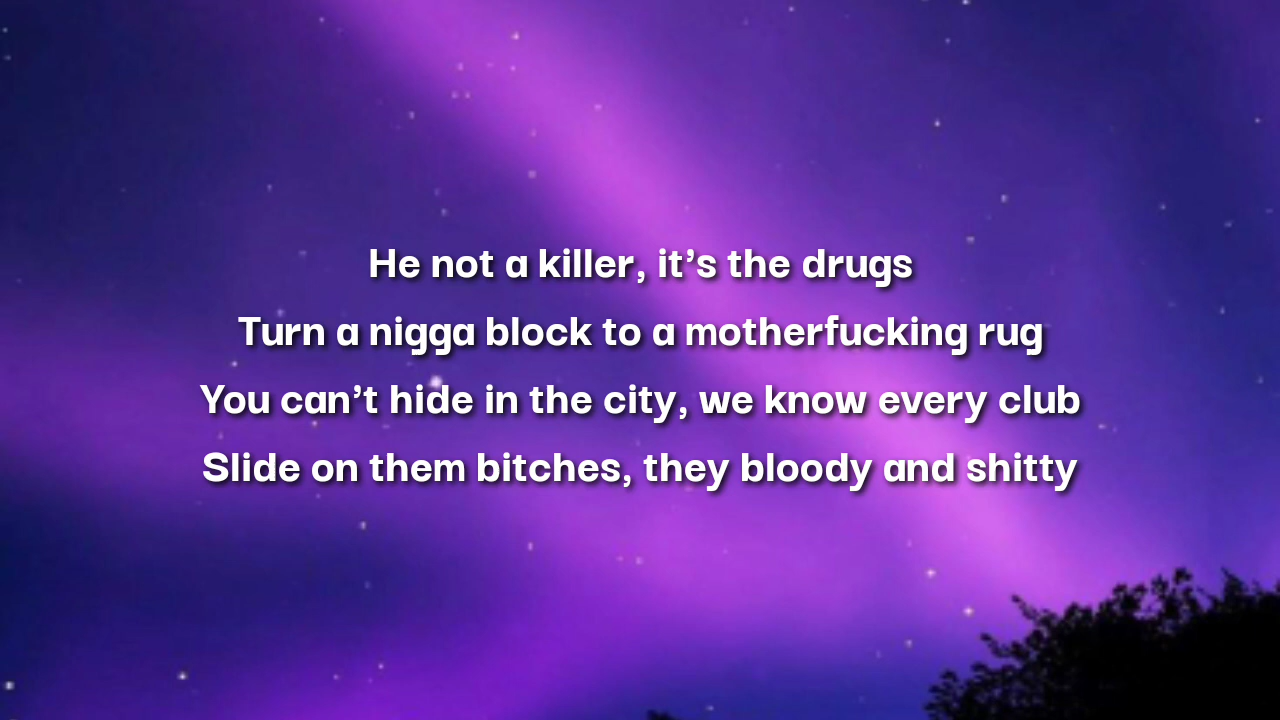 He not a killer, it’s the drugs
Turn a nigga block to a motherfucking rug
You can’t hide in the city, we know every club
Slide on them bitches, they bloody and shitty